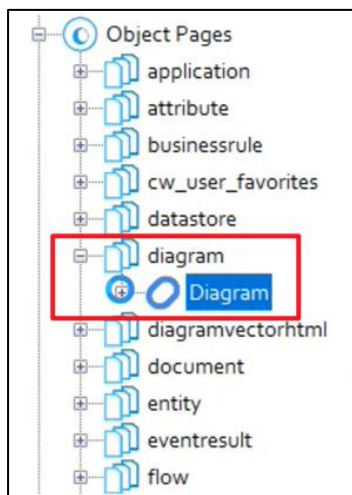 Object Pages
application
attribute
businessrule
cw_user_favorites
datastore
diagram
Diagram
diagramvectorhtml
document
entity
eventresult
flow